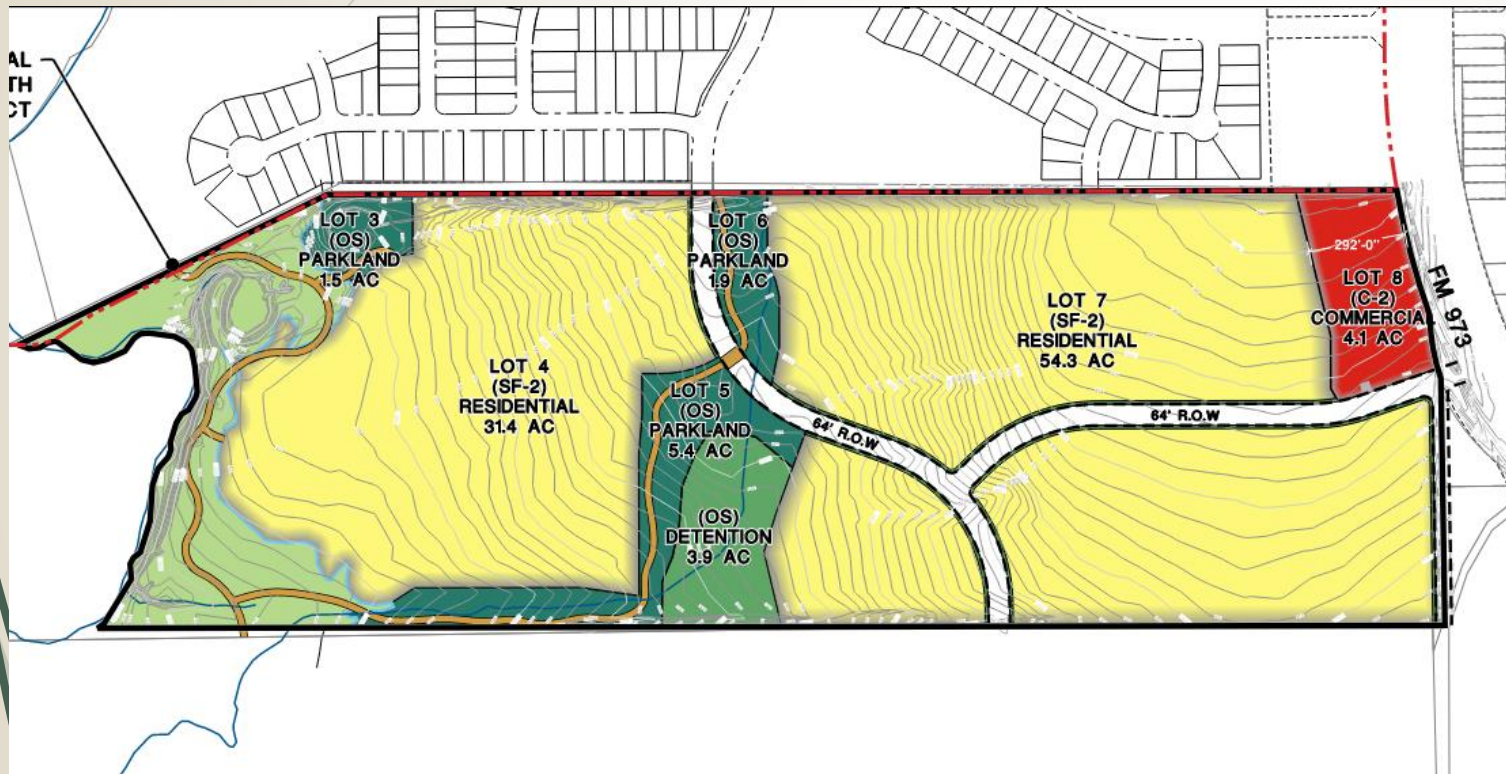 AL
TH
CT
LOT 3
(OS)
PARKLAND
1.5 AC
LOT 6
(OS)
PARKLAND
1.9 AC
LOT 4
(SF-2)
RESIDENTIAL
31.4 AC
LOT 5
(OS)
PARKLAND
5.4 AC
(OS)
DETENTION
3.9 AC
64' R.O.W
LOT 7
(SF-2)
RESIDENTIAL
54.3 AC
64' R.O.W
292'-0"
LOT 8
(C-2)
COMMERCIAL
4.1 AC
FM 973